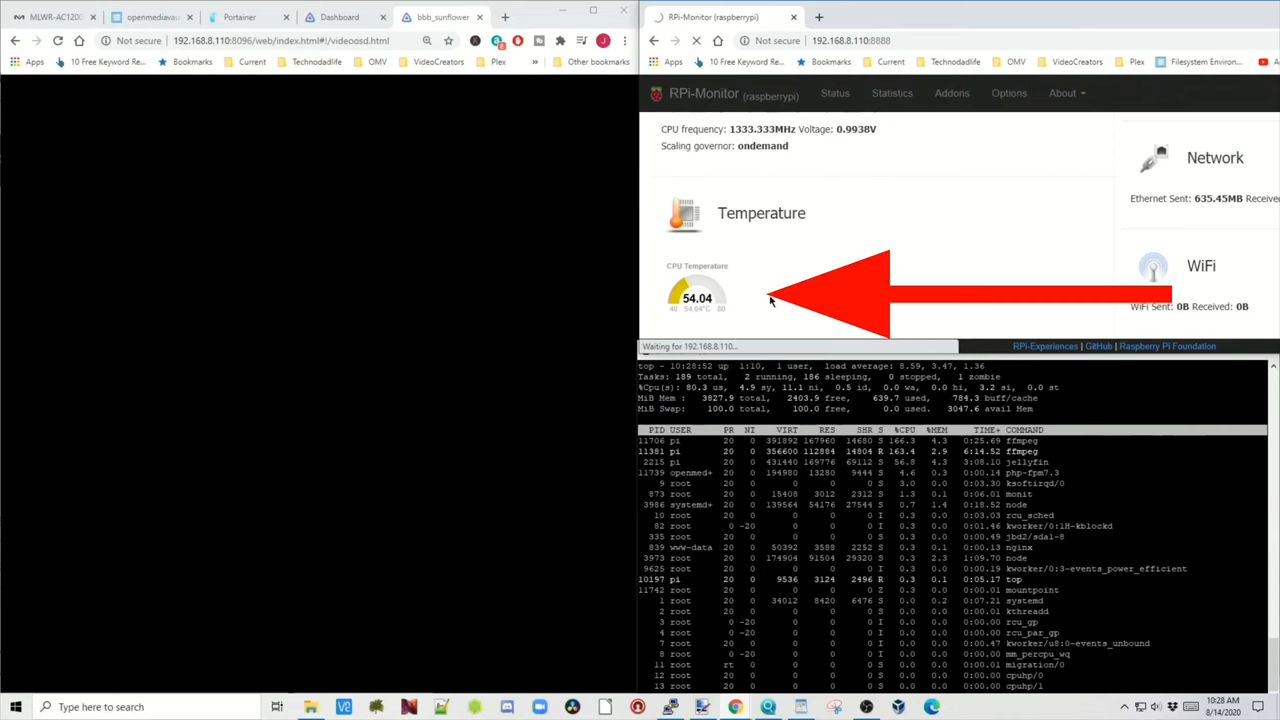 MLWR-AC120(
openmediavau
Portainer
Dashboard
bbb_sunflower
Not secure 192.168.8.110:8096/web/index.html#!/videoosd.html
Apps 10 Free Keyword Re... Bookmarks Current Technodadlife OMV VideoCreators Plex » Other bookmarks
RPi-Monitor (raspberrypi)
Not secure 192.168.8.110:8888
Apps 10 Free Keyword Re... Bookmarks Current Technodadlife OMV VideoCreators Plex Filesystem Environ...
RPi-Monitor (raspberrypi) Status Statistics Addons Options About
CPU frequency: 1333.333MHz Voltage: 0.9938V
Scaling governor: ondemand
Temperature
CPU Temperature
54.04
40 54.04°C 80
Network
Ethernet Sent: 635.45MB Received
WiFi
WiFi Sent: 0B Received: 0B
Waiting for 192.168.8.110...
RPi-Experiences | GitHub | Raspberry Pi Foundation
top - 10:28:52 up 1:10, 1 user, load average: 8.59, 3.47, 1.36
Tasks: 189 total, 2 running, 186 sleeping, 0 stopped, 1 zombie
%Cpu(s): 80.3 us, 4.9 sy, 11.1 ni, 0.5 id, 0.0 wa, 0.0 hi, 3.2 si, 0.0 st
MiB Mem : 3827.9 total, 2403.9 free, 639.7 used, 784.3 buff/cache
MiB Swap: 100.0 total, 100.0 free, 0.0 used. 3047.6 avail Mem
PID USER PR NI VIRT RES SHR S %CPU %MEM TIME+ COMMAND
11706 pi 20 0 391892 167960 14680 S 166.3 4.3 0:25.69 ffmpeg
11381 pi 20 0 356600 112884 14804 R 163.4 2.9 6:14.52 ffmpeg
2215 pi 20 0 431440 169776 69112 S 56.8 4.3 3:08.10 jellyfin
11739 openmed+ 20 0 194980 13280 9444 S 4.6 0.3 0:00.14 php-fpm7.3
9 root 20 0 0 0 0 S 3.0 0.0 0:03.30 ksoftirqd/0
873 root 20 0 15408 3012 2312 S 1.3 0.1 0:06.01 monit
3986 systemd+ 20 0 139564 54176 27544 S 0.7 1.4 0:18.52 node
10 root 20 0 0 0 0 I 0.3 0.0 0:03.03 rcu_sched
82 root 0 -20 0 0 0 I 0.3 0.0 0:01.46 kworker/0:1H-kblockd
335 root 20 0 0 0 0 S 0.3 0.0 0:00.49 jbd2/sda1-8
839 www-data 20 0 50392 3588 2252 S 0.3 0.1 0:00.13 nginx
3973 root 20 0 174904 91504 29320 S 0.3 2.3 1:09.70 node
9625 root 20 0 0 0 0 I 0.3 0.0 0:00.19 kworker/0:3-events_power_efficient
10197 pi 20 0 9536 3124 2496 R 0.3 0.1 0:05.17 top
11742 root 20 0 0 0 0 Z 0.3 0.0 0:00.01 mountpoint
1 root 20 0 34012 8420 6476 S 0.0 0.2 0:07.21 systemd
2 root 20 0 0 0 0 S 0.0 0.0 0:00.01 kthreadd
3 root 0 -20 0 0 0 I 0.0 0.0 0:00.00 rcu_gp
4 root 0 -20 0 0 0 I 0.0 0.0 0:00.00 rcu_par_gp
7 root 20 0 0 0 0 I 0.0 0.0 0:00.47 kworker/u8:0-events_unbound
8 root 0 -20 0 0 0 I 0.0 0.0 0:00.00 mm_percpu_wq
11 root rt 0 0 0 0 S 0.0 0.0 0:00.01 migration/0
12 root 20 0 0 0 0 S 0.0 0.0 0:00.00 cpuhp/0
13 root 20 0 0 0 0 S 0.0 0.0 0:00.00 cpuhp/1
Type here to search
10:28 AM
8/14/2020